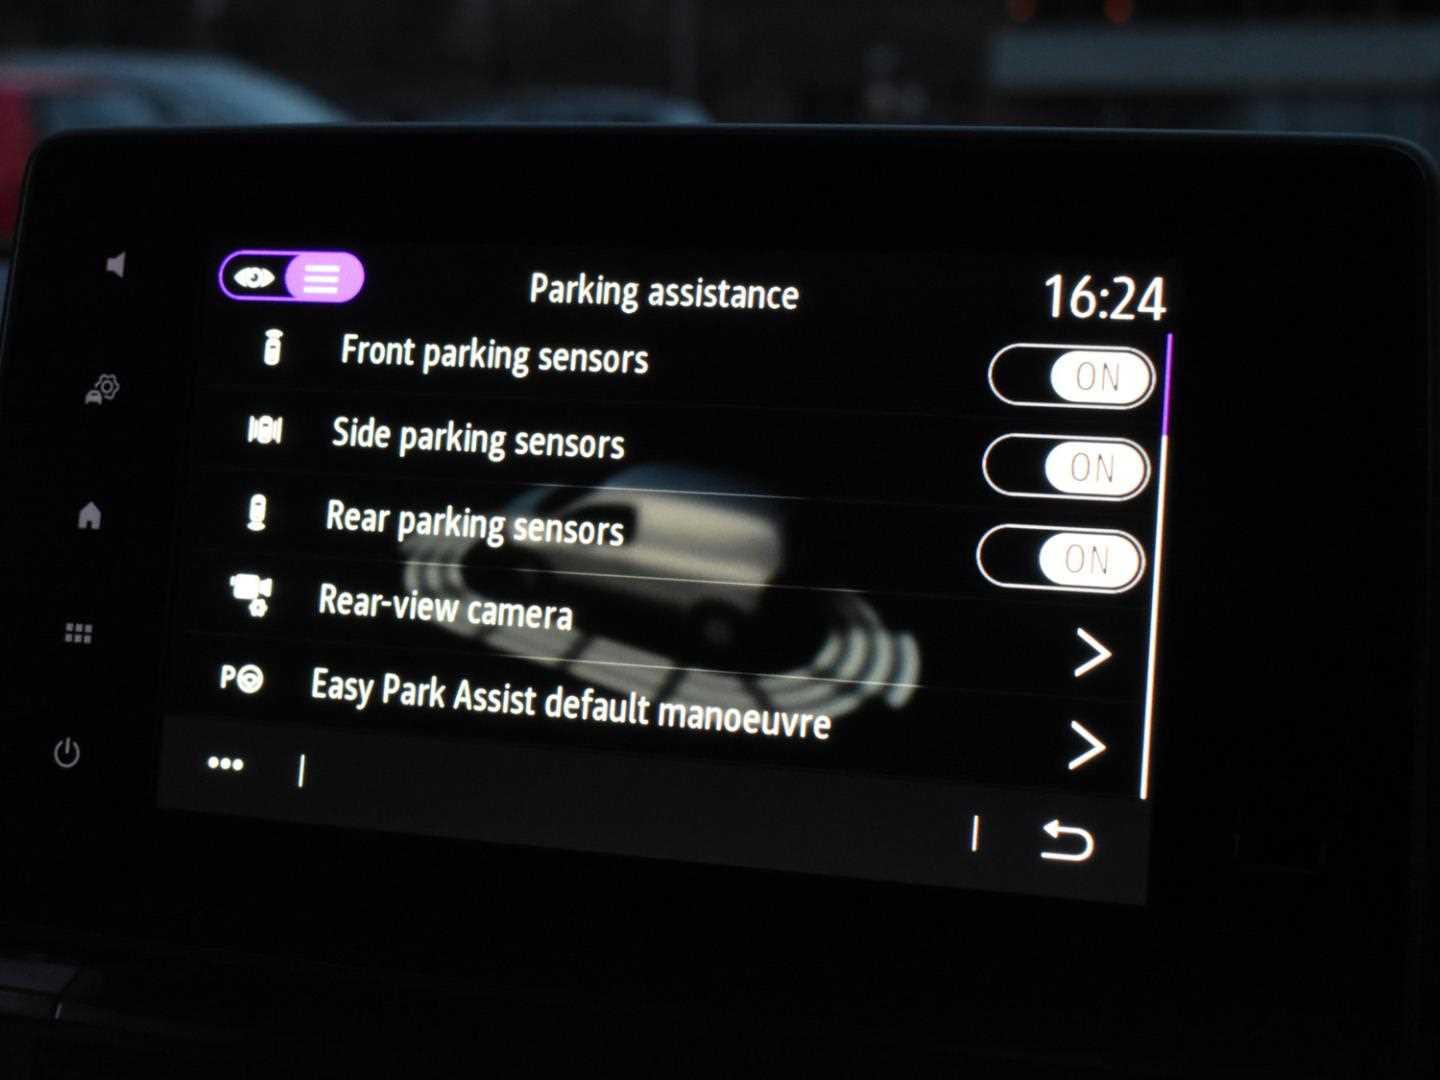 Parking assistance
16:24
Front parking sensors
ON
Side parking sensors
ON
Rear parking sensors
ON
Rear-view camera
P
Easy Park Assist default manoeuvre